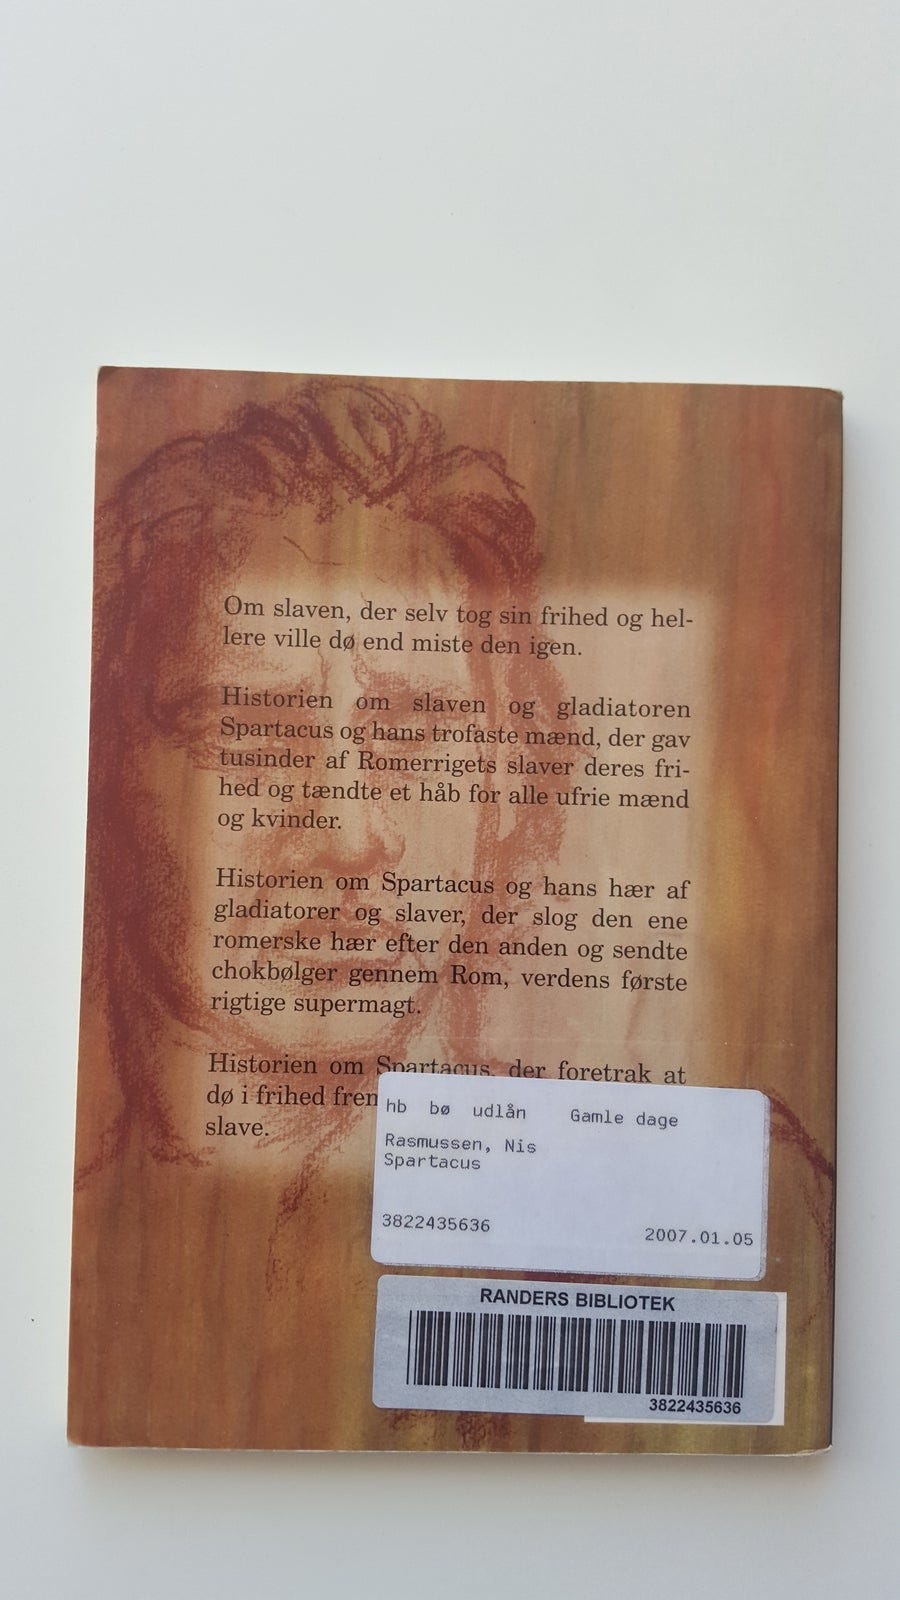 Om slaven, der selv tog sin frihed og hel-
lere ville dø end miste den igen.
Historien om slaven og gladiatoren
Spartacus og hans trofaste mænd, der gav
tusinder af Romerrigets slaver deres fri-
hed og tændte et håb for alle ufrie mænd
og kvinder.
Historien om Spartacus og hans hær af
gladiatorer og slaver, der slog den ene
romerske hær efter den anden og sendte
chokbølger gennem Rom, verdens første
rigtige supermagt.
Historien om Spartacus, der foretrak at
dø i frihed
slave.
hb bø udlån Gamle dage
Rasmussen, Nis
Spartacus
3822435636 2007.01.05
RANDERS BIBLIOTEK
3822435636